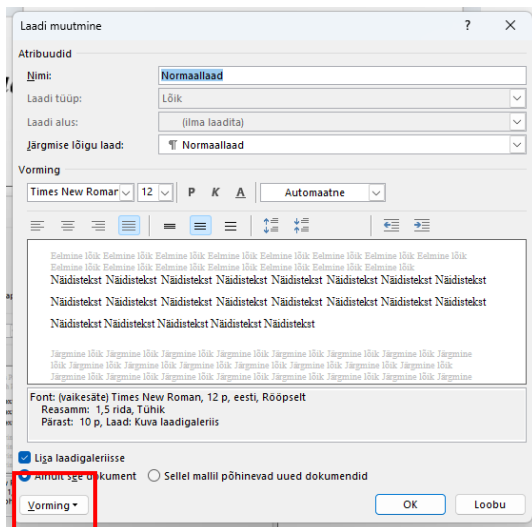 Laadi muutmine ? X
Atribuudid
Nimi: Normaallaad
Laadi tüüp: Lõik
Laadi alus: (ilma laadita)
Järgmise lõigu laad: ¶ Normaallaad
Vorming
Times New Roman 12 P K A Automaatne
Eelmine lõik Eelmine lõik Eelmine lõik Eelmine lõik Eelmine lõik Eelmine lõik Eelmine lõik
Eelmine lõik Eelmine lõik Eelmine lõik Eelmine lõik Eelmine lõik Eelmine lõik
Näidistekst Näidistekst Näidistekst Näidistekst Näidistekst Näidistekst Näidistekst Näidistekst
Näidistekst Näidistekst Näidistekst Näidistekst Näidistekst Näidistekst Näidistekst Näidistekst
Näidistekst Näidistekst Näidistekst Näidistekst Näidistekst
Järgmine lõik Järgmine lõik Järgmine lõik Järgmine lõik Järgmine lõik Järgmine lõik Järgmine
lõik Järgmine lõik Järgmine lõik Järgmine lõik Järgmine lõik Järgmine lõik Järgmine
lõik Järgmine lõik Järgmine lõik Järgmine lõik Järgmine lõik Järgmine lõik Järgmine
Font: (vaikesäte) Times New Roman, 12 p, eesti, Rööpselt
Reasamm: 1,5 rida, Tühik
Pärast: 10 p, Laad: Kuva laadigaleriis
Lisa laadigaleriisse
Ainult see dokument Sellel mallil põhinevad uued dokumendid
Vorming OK Loobu